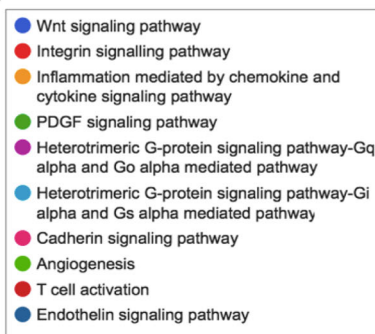 Wnt signaling pathway
Integrin signalling pathway
Inflammation mediated by chemokine and
cytokine signaling pathway
PDGF signaling pathway
Heterotrimeric G-protein signaling pathway-Gq
alpha and Go alpha mediated pathway
Heterotrimeric G-protein signaling pathway-Gi
alpha and Gs alpha mediated pathway
Cadherin signaling pathway
Angiogenesis
T cell activation
Endothelin signaling pathway